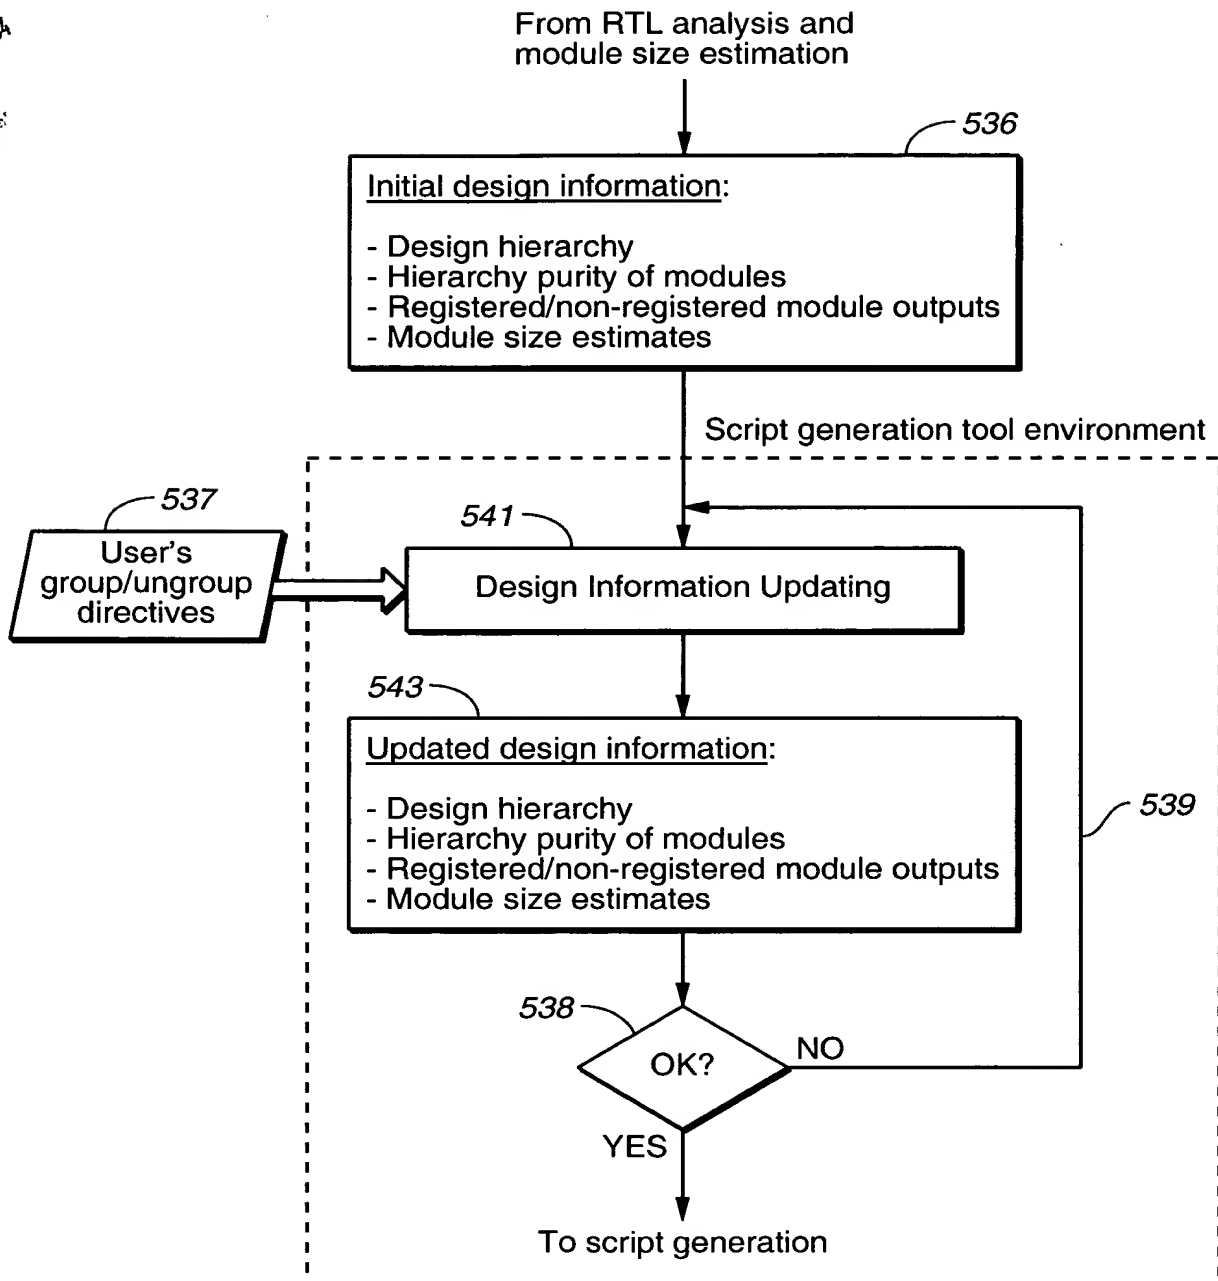 From RTL analysis and
module size estimation
536
Initial design information:
- Design hierarchy
- Hierarchy purity of modules
- Registered/non-registered module outputs
- Module size estimates
Script generation tool environment
537
User's
group/ungroup
directives
541
Design Information Updating
543
Updated design information:
- Design hierarchy
- Hierarchy purity of modules
- Registered/non-registered module outputs
- Module size estimates
539
538
OK?
NO
YES
To script generation